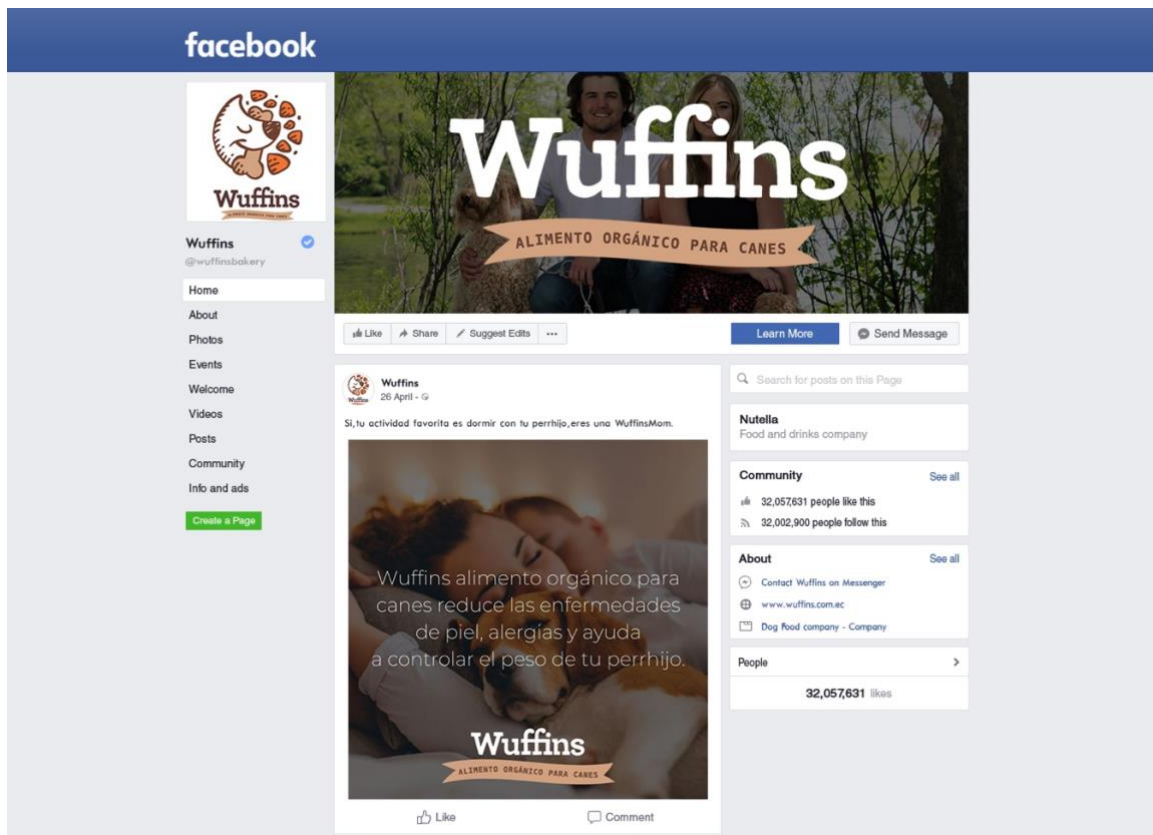 facebook
Wuffins
Wuffins
@wuffinsbakery
Home
About
Photos
Events
Welcome
Videos
Posts
Community
Info and ads
Create a Page
Wuffins
ALIMENTO ORGÁNICO PARA CANES
Like Share Suggest Edits ...
Learn More Send Message
Wuffins
26 April -
Si,tu actividad favorita es dormir con tu perrhijo,eres una WuffinsMom.
Wuffins alimento orgánico para
canes reduce las enfermedades
de piel, alergias y ayuda
a controlar el peso de tu perrhijo.
Wuffins
ALIMENTO ORGÁNICO PARA CANES
Like Comment
Search for posts on this Page
Nutella
Food and drinks company
Community See all
32,057,631 people like this
32,002,900 people follow this
About See all
Contact Wuffins on Messenger
www.wuffins.com.ec
Dog Food company - Company
People
32,057,631 likes